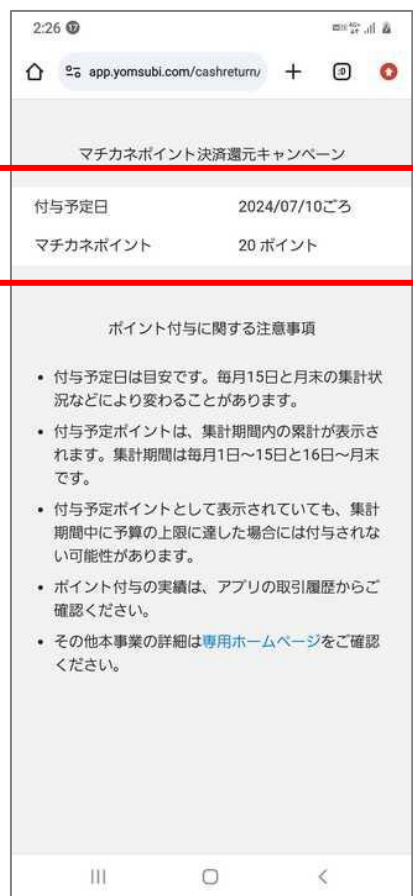 2:26 17
app.yomsubi.com/cashreturn/
マチカネポイント決済還元キャンペーン
付与予定日 2024/07/10ごろ
マチカネポイント 20 ポイント
ポイント付与に関する注意事項
• 付与予定日は目安です。毎月15日と月末の集計状
況などにより変わることがあります。
• 付与予定ポイントは、集計期間内の累計が表示さ
れます。集計期間は毎月1日~15日と16日~月末
です。
• 付与予定ポイントとして表示されていても、集計
期間中に予算の上限に達した場合には付与されな
い可能性があります。
• ポイント付与の実績は、アプリの取引履歴からご
確認ください。
• その他本事業の詳細は専用ホームページをご確認
ください。